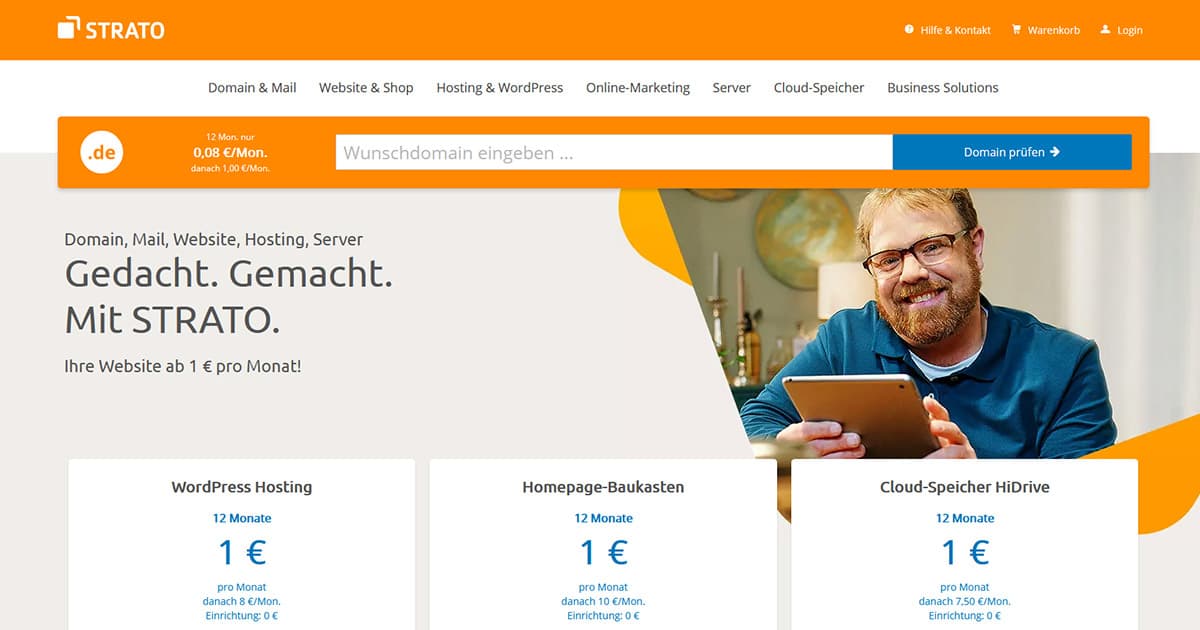 STRATO
Hilfe & Kontakt
Warenkorb
Login
Domain & Mail
Website & Shop
Hosting & WordPress
Online-Marketing
Server
Cloud-Speicher
Business Solutions
.de
12 Mon. nur
0,08 €/Mon.
danach 1,00 €/Mon.
Wunschdomain eingeben ...
Domain prüfen
Domain, Mail, Website, Hosting, Server
Gedacht. Gemacht.
Mit STRATO.
Ihre Website ab 1 € pro Monat!
WordPress Hosting
12 Monate
1 €
pro Monat
danach 8 €/Mon.
Einrichtung: 0 €
Homepage-Baukasten
12 Monate
1 €
pro Monat
danach 10 €/Mon.
Einrichtung: 0 €
Cloud-Speicher HiDrive
12 Monate
1 €
pro Monat
danach 7,50 €/Mon.
Einrichtung: 0 €